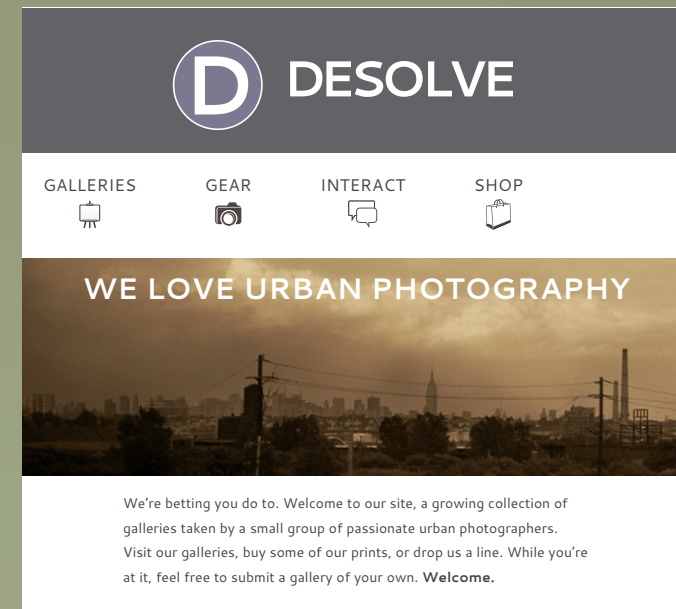 D DESOLVE
GALLERIES GEAR INTERACT SHOP
WE LOVE URBAN PHOTOGRAPHY
We're betting you do to. Welcome to our site, a growing collection of
galleries taken by a small group of passionate urban photographers.
Visit our galleries, buy some of our prints, or drop us a line. While you're
at it, feel free to submit a gallery of your own. Welcome.